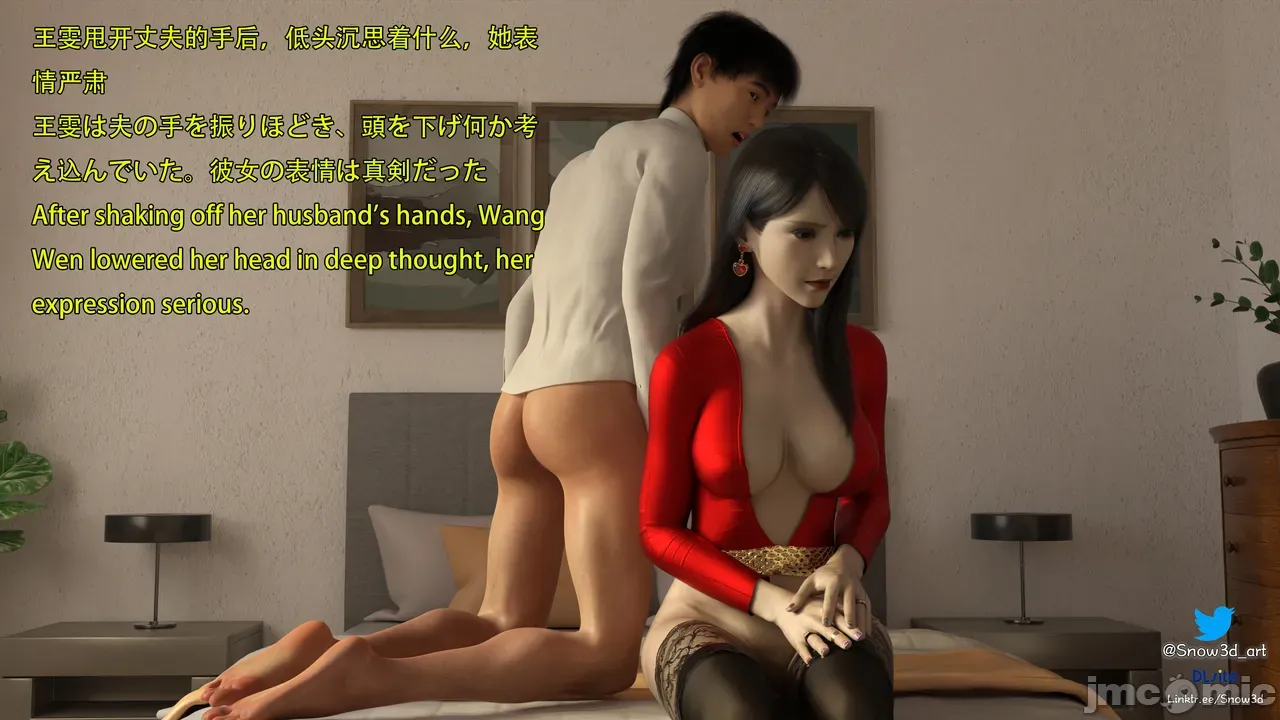 王雯甩开丈夫的手后，低头沉思着什么，她表
情严肃
王雯は夫の手を振りほどき、頭を下げ何か考
え込んでいた。彼女の表情は真剣だった
After shaking off her husband's hands, Wang
Wen lowered her head in deep thought, her
expression serious.
@Snow3d_art
DLsite
Linktr.ee/Snow3d
jmcomic